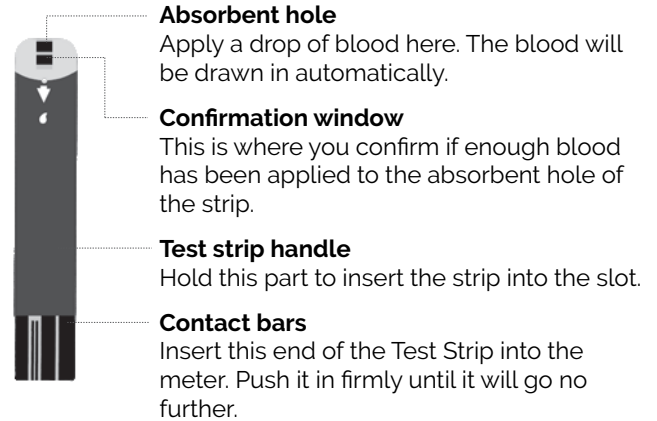 Absorbent hole
Apply a drop of blood here. The blood will
be drawn in automatically.
Confirmation window
This is where you confirm if enough blood
has been applied to the absorbent hole of
the strip.
Test strip handle
Hold this part to insert the strip into the slot.
Contact bars
Insert this end of the Test Strip into the
meter. Push it in firmly until it will go no
further.